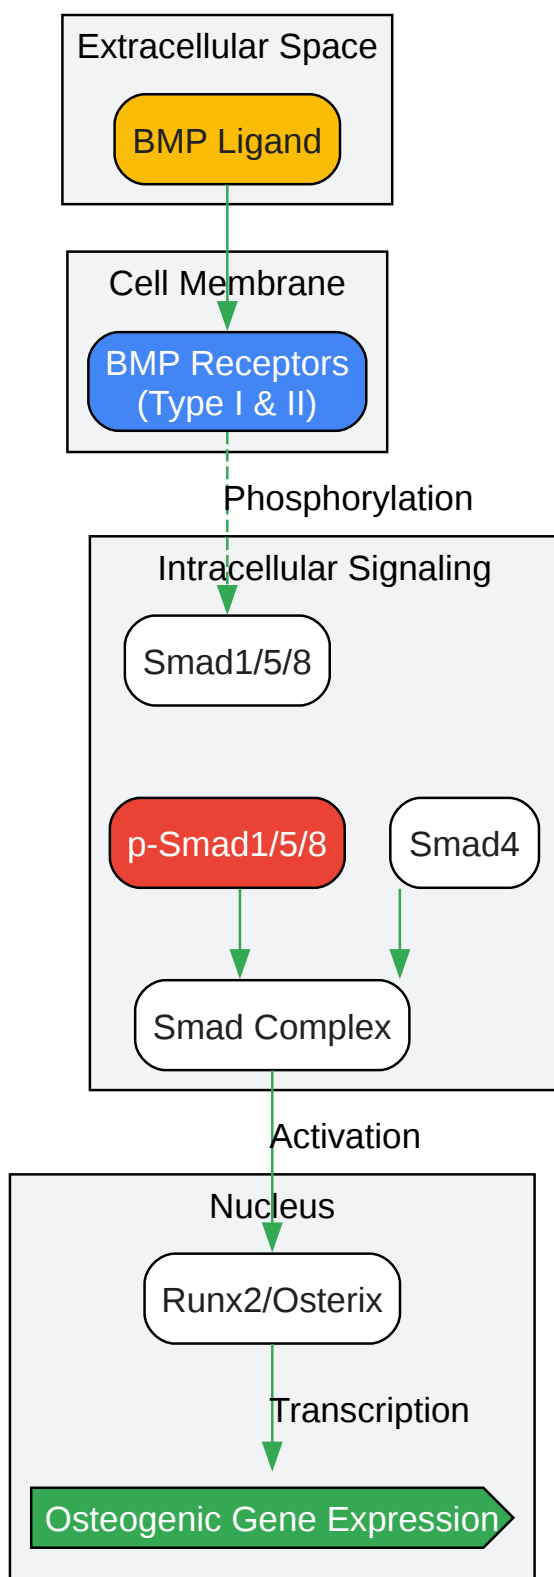 Extracellular Space
BMP Ligand
Cell Membrane
BMP Receptors
(Type I & II)
Phosphorylation
Intracellular Signaling
Smad1/5/8
p-Smad1/5/8
Smad4
Smad Complex
Activation
Nucleus
Runx2/Osterix
Transcription
Osteogenic Gene Expression